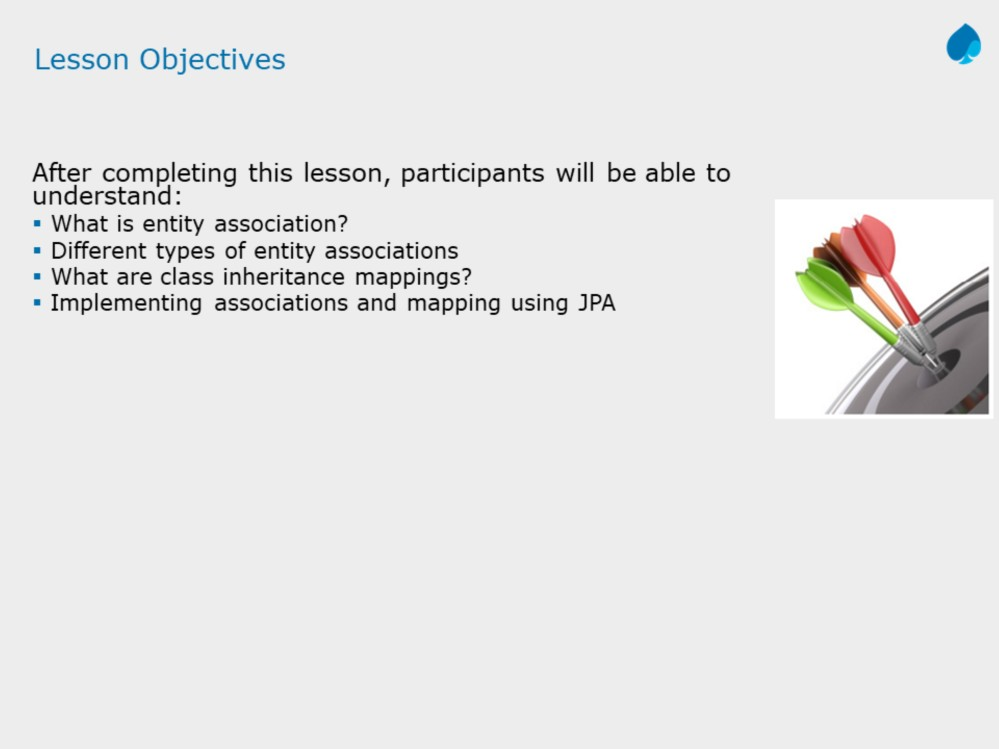 Lesson Objectives
After completing this lesson, participants will be able to
understand:
▪ What is entity association?
▪ Different types of entity associations
▪ What are class inheritance mappings?
▪ Implementing associations and mapping using JPA